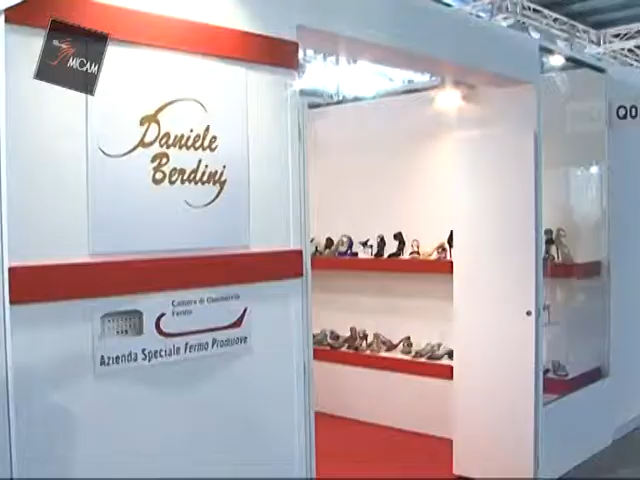 MICAM
Daniele
Berdini
Camera di Commercio
Fermo
Azienda Speciale Fermo Promuove
Q0